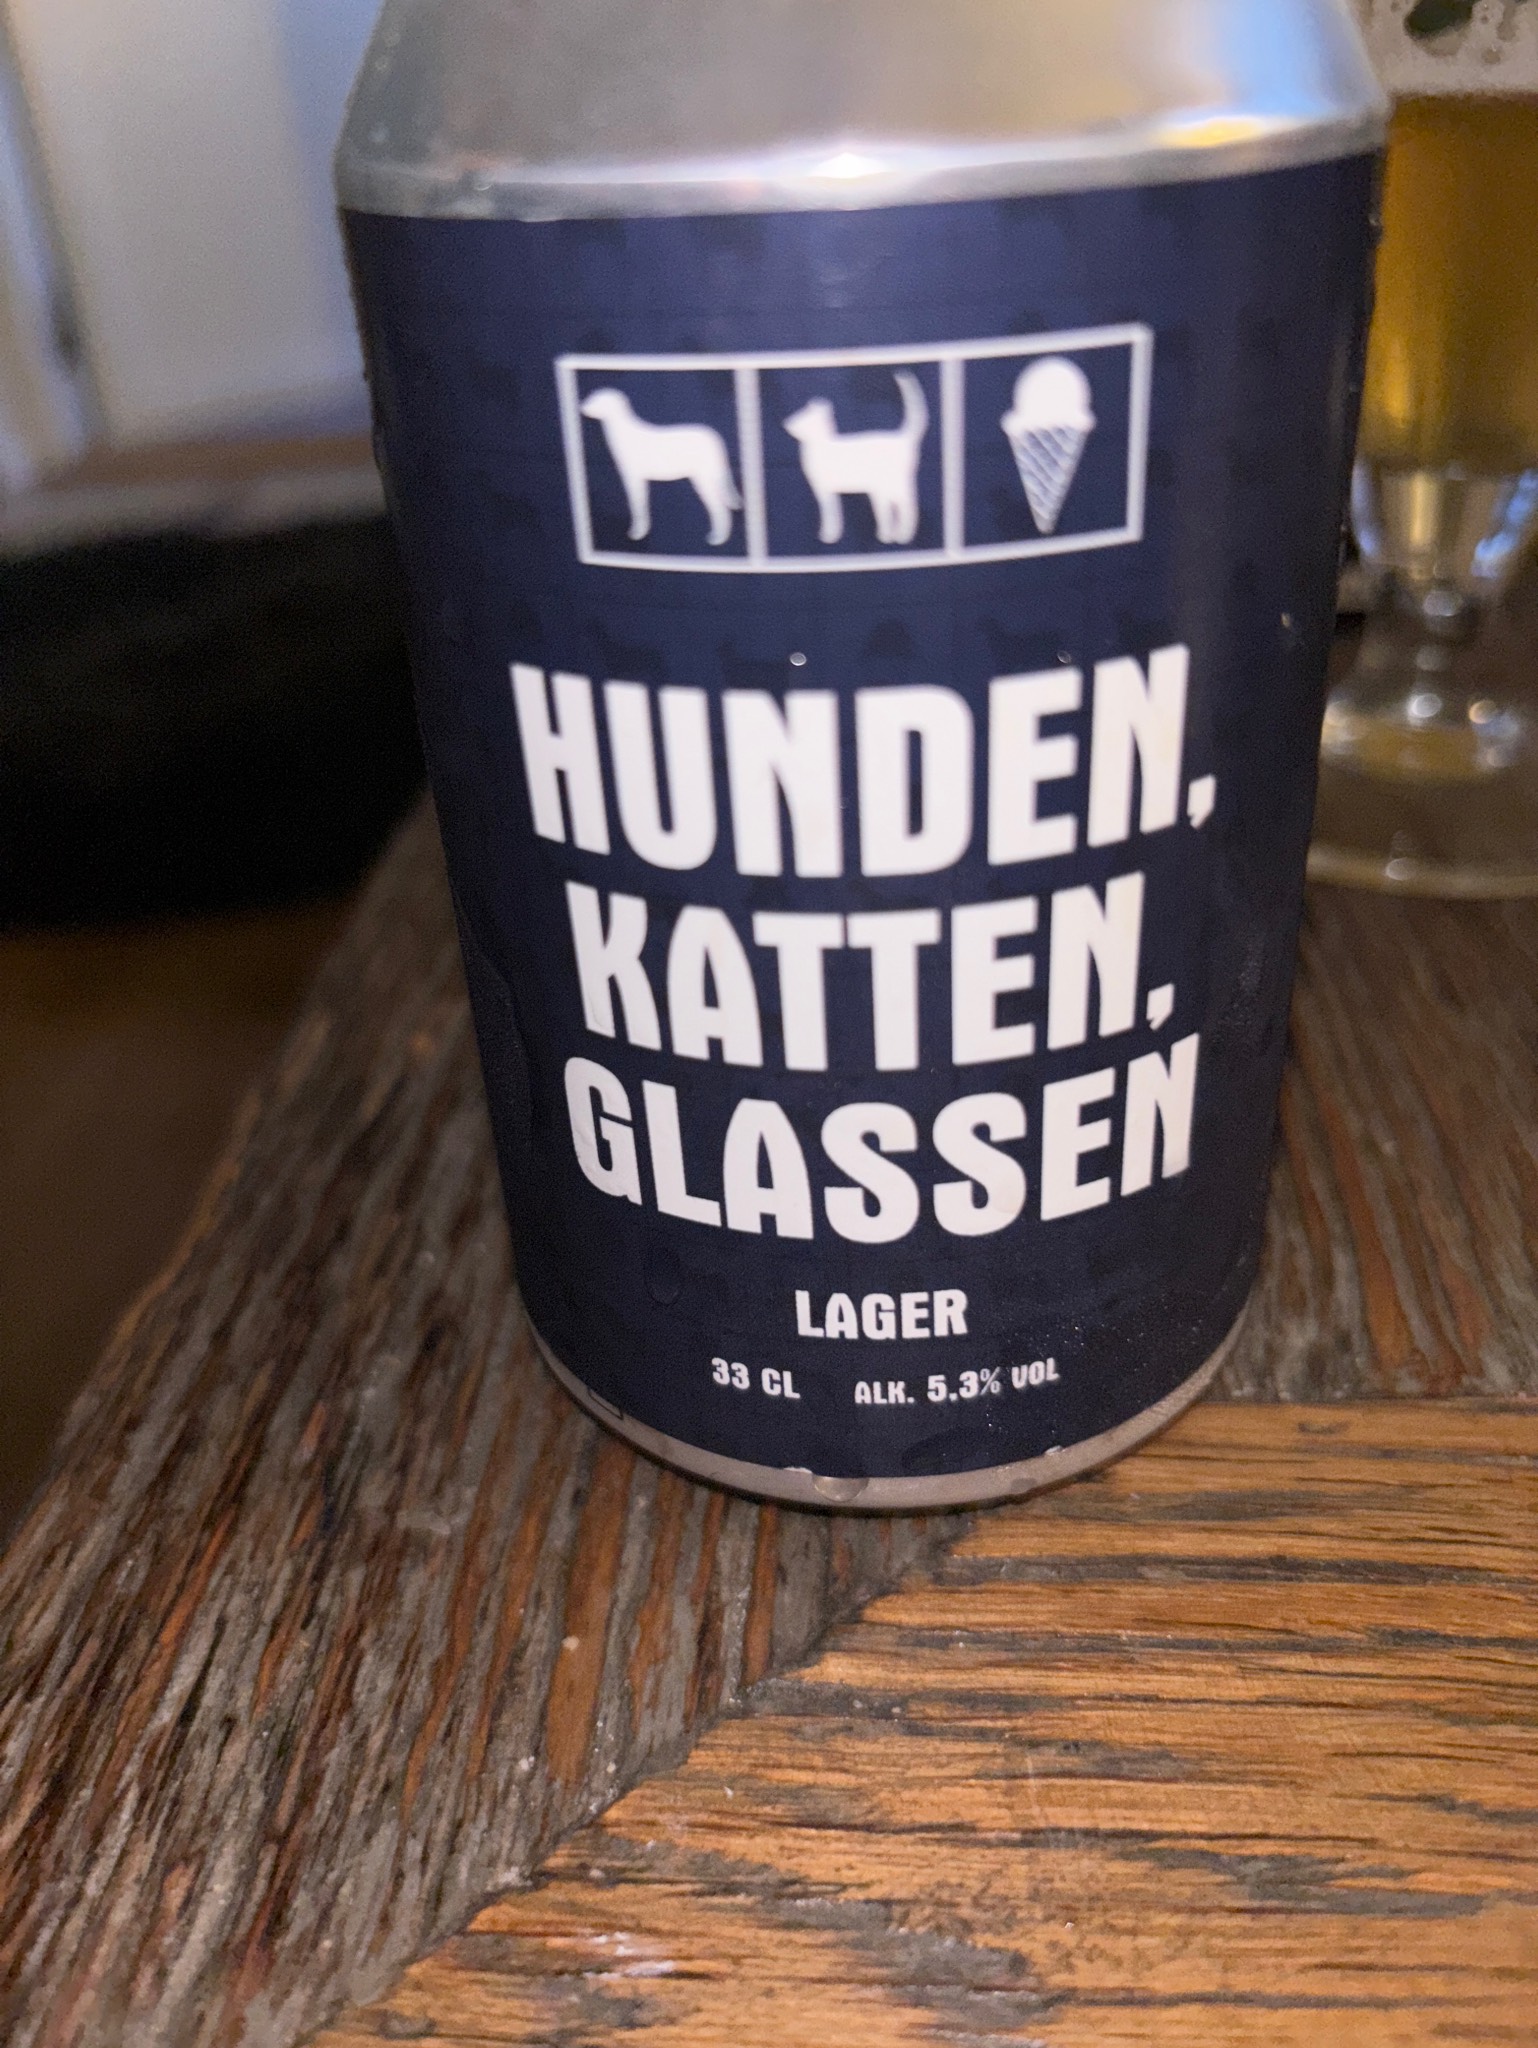 HUNDEN,
KATTEN,
GLASSEN
LAGER
33 CL ALK. 5.3% VOL